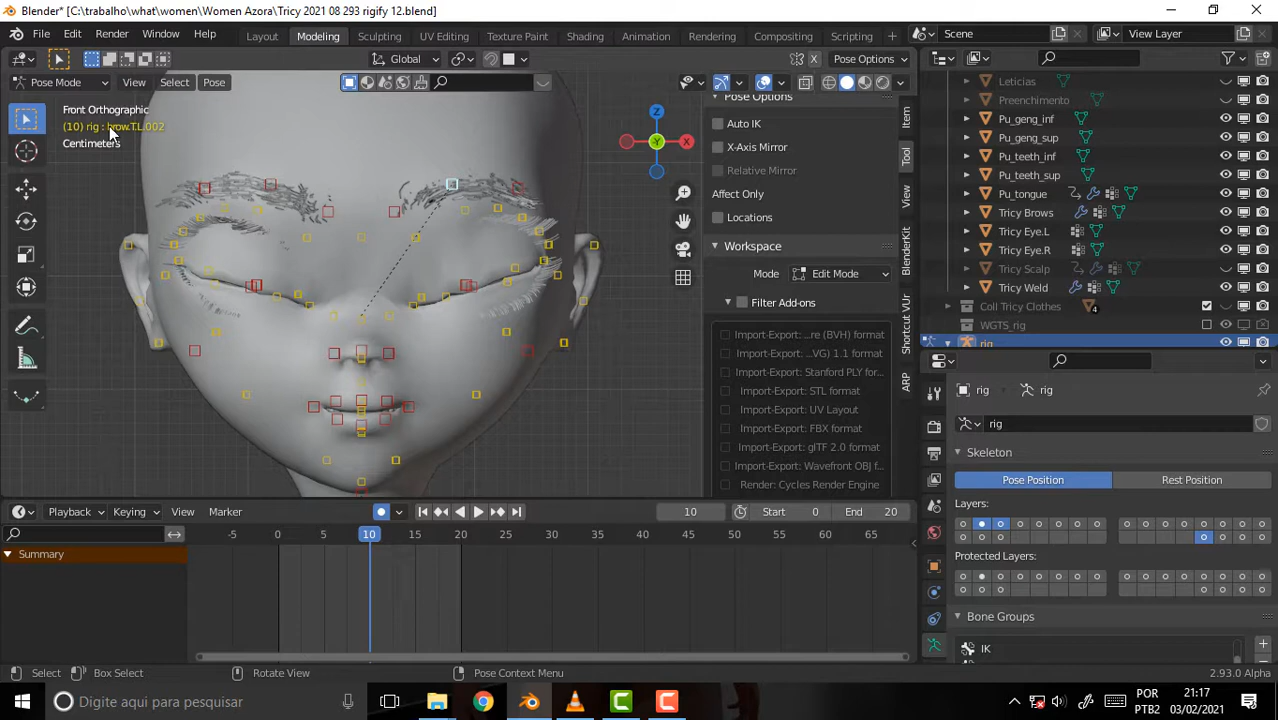 Blender* [C:\trabalho\what\women\Women Azora\Tricy 2021 08 293 rigify 12.blend]
File Edit Render Window Help Layout Modeling Sculpting UV Editing Texture Paint Shading Animation Rendering Compositing Scripting Scene View Layer
Global Pose Options
Pose Mode View Select Pose
Front Orthographic
(10) rig : brow.T.L.002
Centimeters
Pose Options
Auto IK
X-Axis Mirror
Relative Mirror
Affect Only
Locations
Workspace
Mode Edit Mode
Filter Add-ons
Import-Export: ...re (BVH) format
Import-Export: ...VG) 1.1 format
Import-Export: Stanford PLY for...
Import-Export: STL format
Import-Export: UV Layout
Import-Export: FBX format
Import-Export: glTF 2.0 format
Import-Export: Wavefront OBJ f...
Render: Cycles Render Engine
Item
Tool
View
BlenderKit
Shortcut VUr
ARP
Leticias
Preenchimento
Pu_geng_inf
Pu_geng_sup
Pu_teeth_inf
Pu_teeth_sup
Pu_tongue
Tricy Brows
Tricy Eye.L
Tricy Eye.R
Tricy Scalp
Tricy Weld
Coll Tricy Clothes 4
WGTS_rig
rig
rig rig
rig
Skeleton
Pose Position Rest Position
Layers:
Protected Layers:
Bone Groups
IK
Playback Keying View Marker 10 Start 0 End 20
-5 0 5 10 15 20 25 30 35 40 45 50 55 60 65
Summary
Select Box Select Rotate View Pose Context Menu 2.93.0 Alpha
Digite aqui para pesquisar
POR
PTB2
21:17
03/02/2021